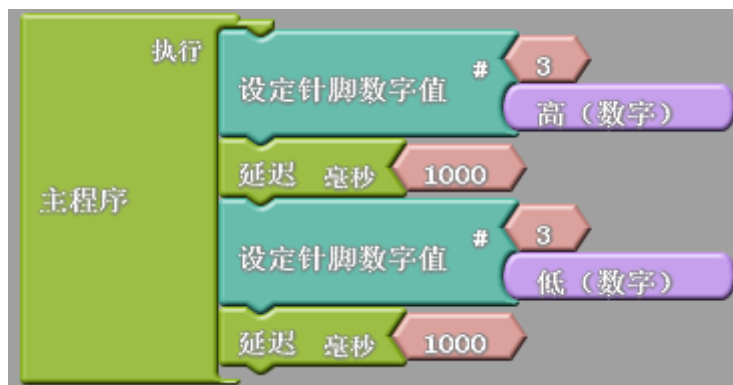 执行
设定针脚数字值 # 3
高（数字）
延迟 毫秒 1000
主程序
设定针脚数字值 # 3
低（数字）
延迟 毫秒 1000